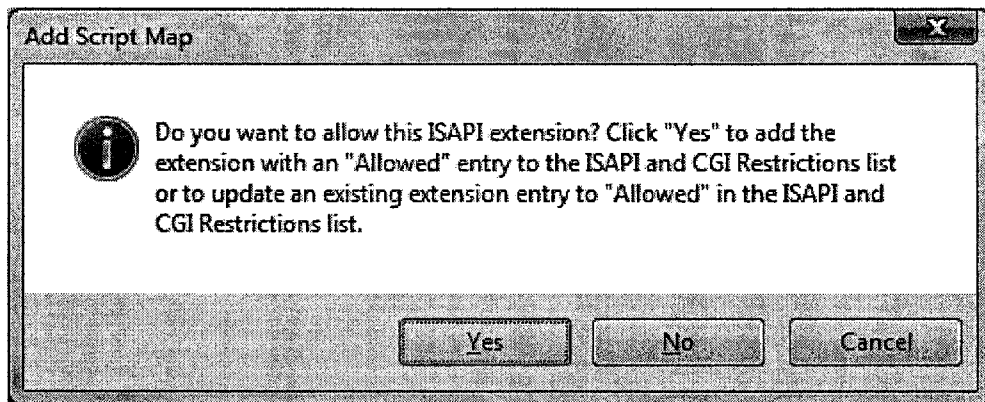 Add Script Map
Do you want to allow this ISAPI extension? Click "Yes" to add the
extension with an "Allowed" entry to the ISAPI and CGI Restrictions list
or to update an existing extension entry to "Allowed" in the ISAPI and
CGI Restrictions list.
Yes
No
Cancel